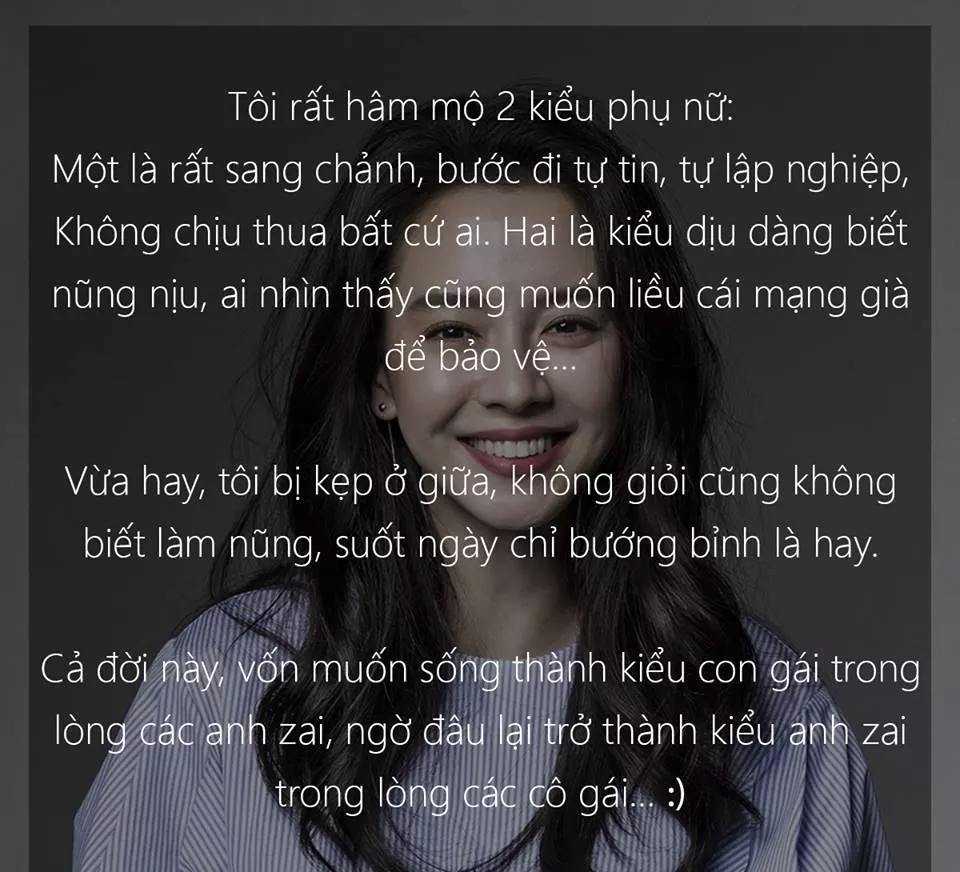 Tôi rất hâm mộ 2 kiểu phụ nữ:
Một là rất sang chảnh, bước đi tự tin, tự lập nghiệp,
Không chịu thua bất cứ ai. Hai là kiểu dịu dàng biết
nũng nịu, ai nhìn thấy cũng muốn liều cái mạng già
để bảo vệ...
Vừa hay, tôi bị kẹp ở giữa, không giỏi cũng không
biết làm nũng, suốt ngày chỉ bướng bỉnh là hay.
Cả đời này, vốn muốn sống thành kiểu con gái trong
lòng các anh zai, ngờ đâu lại trở thành kiểu anh zai
trong lòng các cô gái... :)